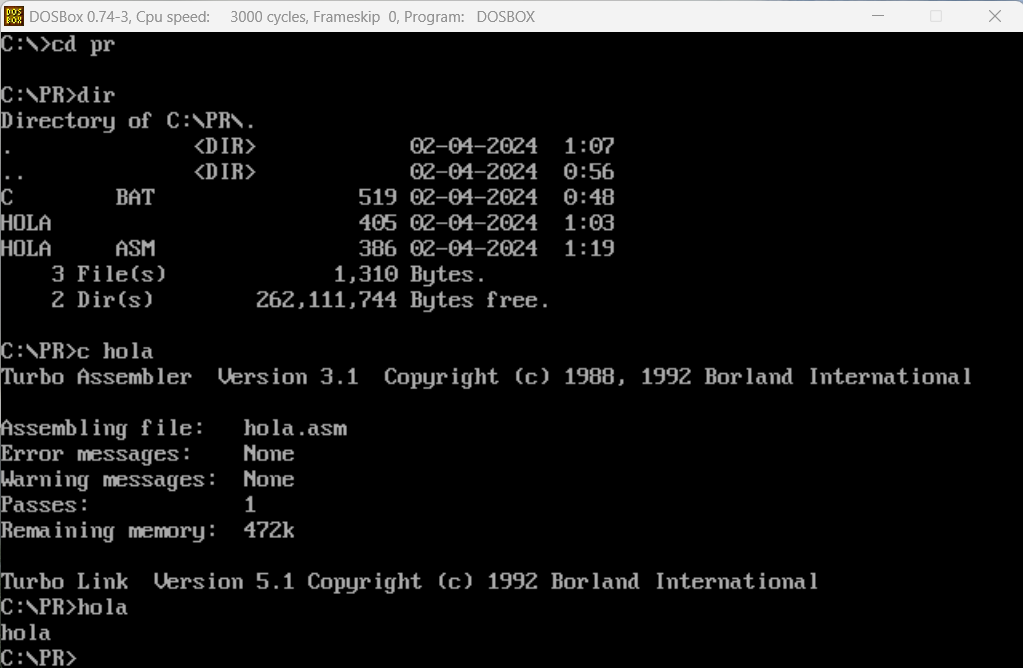 DOSBox 0.74-3, Cpu speed: 3000 cycles, Frameskip 0, Program: DOSBOX
C:\>cd pr
C:\PR>dir
Directory of C:\PR\.
. <DIR> 02-04-2024 1:07
.. <DIR> 02-04-2024 0:56
C BAT 519 02-04-2024 0:48
HOLA 405 02-04-2024 1:03
HOLA ASM 386 02-04-2024 1:19
3 File(s) 1,310 Bytes.
2 Dir(s) 262,111,744 Bytes free.
C:\PR>c hola
Turbo Assembler Version 3.1 Copyright (c) 1988, 1992 Borland International
Assembling file: hola.asm
Error messages: None
Warning messages: None
Passes: 1
Remaining memory: 472k
Turbo Link Version 5.1 Copyright (c) 1992 Borland International
C:\PR>hola
hola
C:\PR>